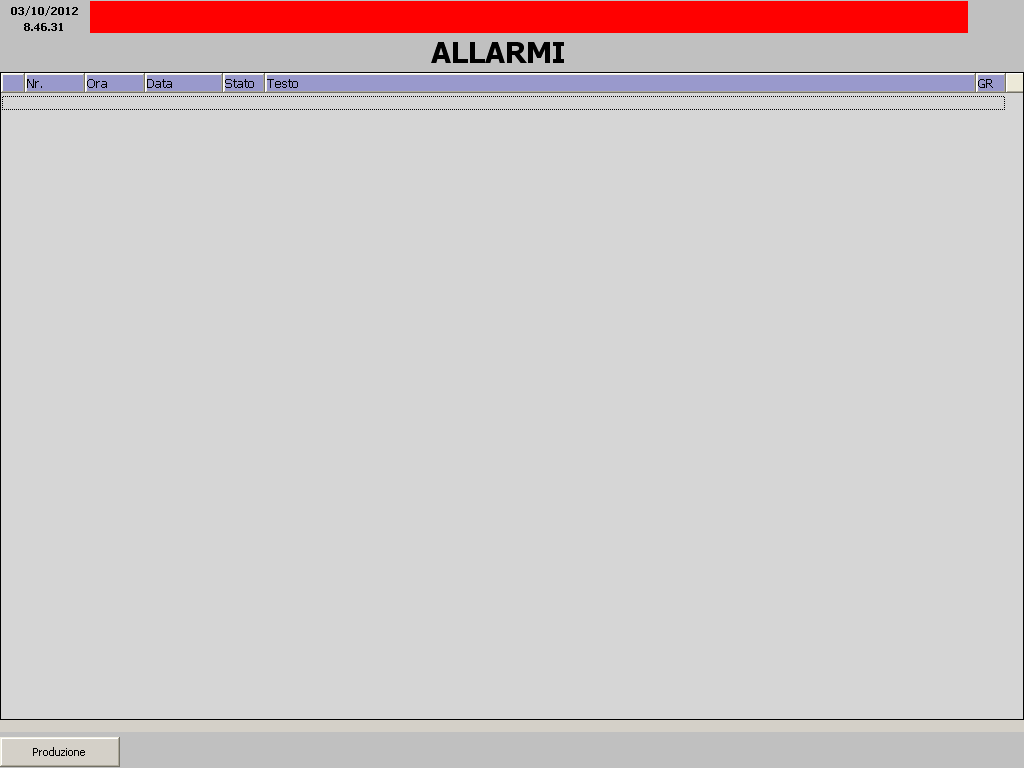 03/10/2012
8.46.31
ALLARMI
Nr. Ora Data Stato Testo GR
Produzione